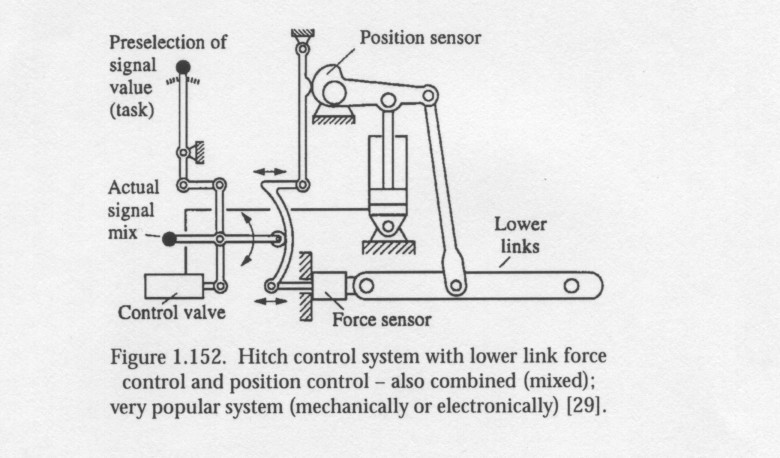 Preselection of
signal
value
(task)
Position sensor
Actual
signal
mix
Lower
links
Control valve
Force sensor
Figure 1.152. Hitch control system with lower link force
control and position control – also combined (mixed);
very popular system (mechanically or electronically) [29].